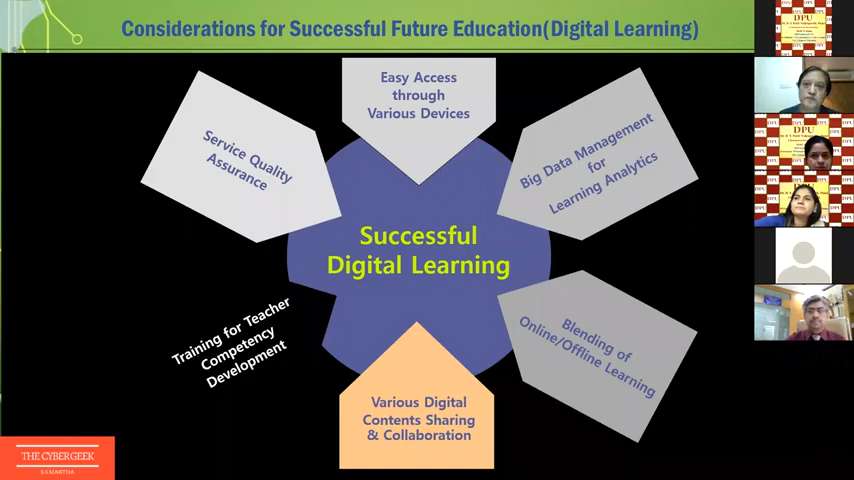 Considerations for Successful Future Education(Digital Learning)
Easy Access
through
Various Devices
Service Quality
Assurance
Big Data Management
for
Learning Analytics
Successful
Digital Learning
Training for Teacher
Competency
Development
Blending of
Online/Offline Learning
Various Digital
Contents Sharing
& Collaboration
THE CYBERGEEK
S S MANTHA
DPU
DPU
DPU